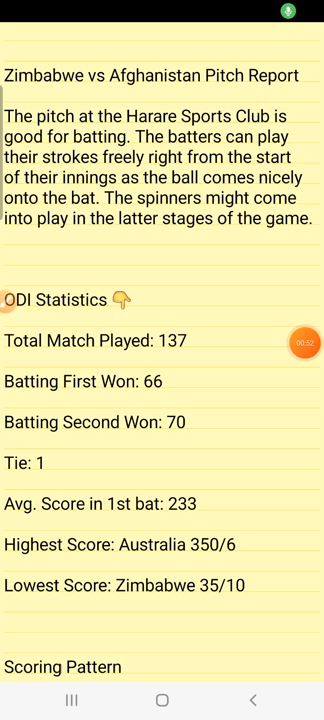 Zimbabwe vs Afghanistan Pitch Report
The pitch at the Harare Sports Club is
good for batting. The batters can play
their strokes freely right from the start
of their innings as the ball comes nicely
onto the bat. The spinners might come
into play in the latter stages of the game.
ODI Statistics 👇
00:52
Total Match Played: 137
Batting First Won: 66
Batting Second Won: 70
Tie: 1
Avg. Score in 1st bat: 233
Highest Score: Australia 350/6
Lowest Score: Zimbabwe 35/10
Scoring Pattern